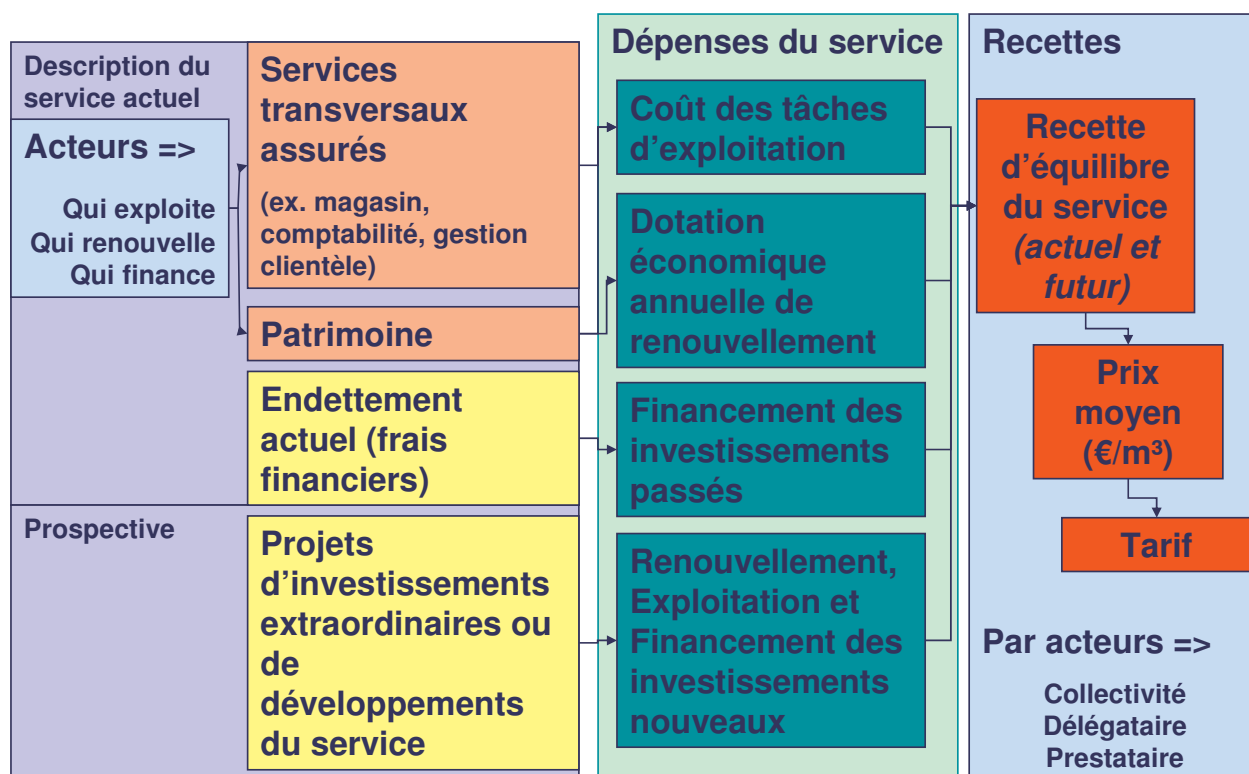 Description du
service actuel
Acteurs =>
Qui exploite
Qui renouvelle
Qui finance
Services
transversaux
assurés
(ex. magasin,
comptabilité, gestion
clientèle)
Patrimoine
Endettement
actuel (frais
financiers)
Prospective
Projets
d’investissements
extraordinaires ou
de
développements
du service
Dépenses du service
Coût des tâches
d’exploitation
Dotation
économique
annuelle de
renouvellement
Financement des
investissements
passés
Renouvellement,
Exploitation et
Financement des
investissements
nouveaux
Recettes
Recette
d’équilibre
du service
(actuel et
futur)
Prix
moyen
(€/m³)
Tarif
Par acteurs =>
Collectivité
Délégataire
Prestataire